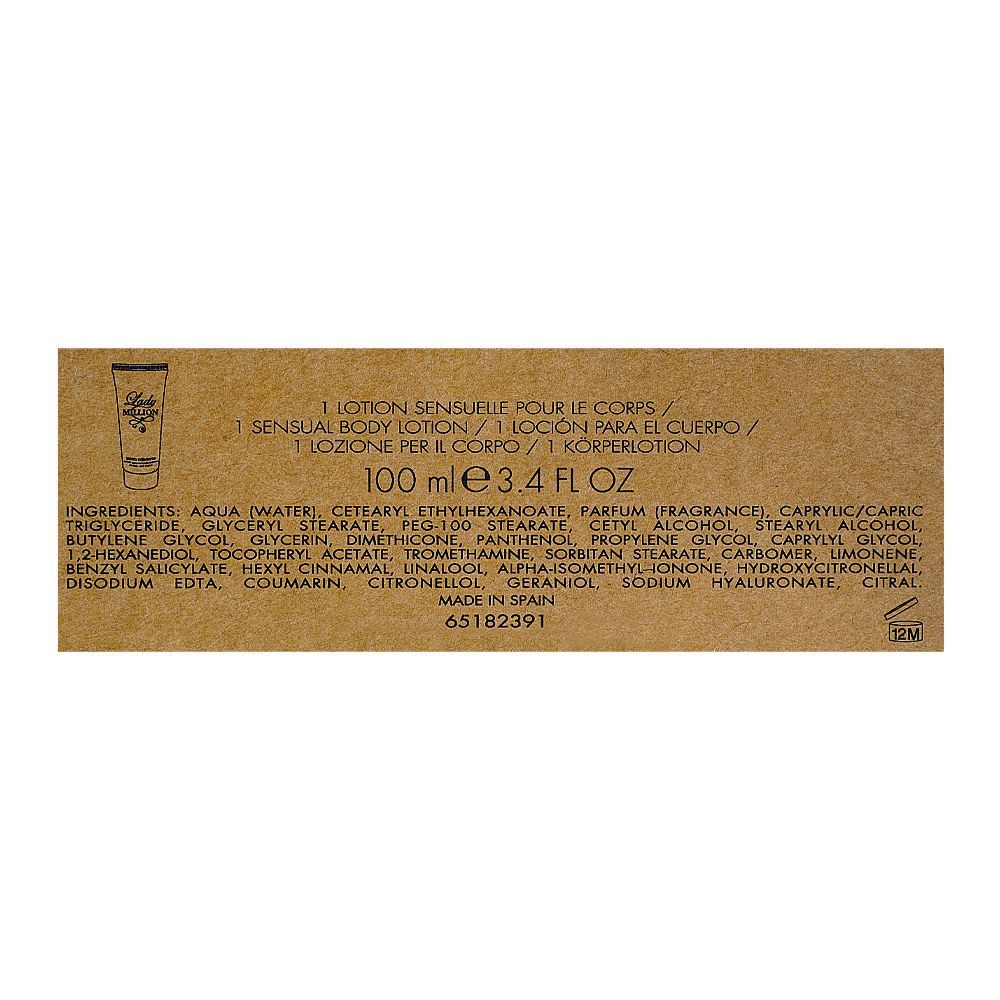 Lady
MILLION
1 LOTION SENSUELLE POUR LE CORPS /
1 SENSUAL BODY LOTION / 1 LOCIÓN PARA EL CUERPO /
1 LOZIONE PER IL CORPO / 1 KÖRPERLOTION
100 ml e 3.4 FL OZ
INGREDIENTS: AQUA (WATER), CETEARYL ETHYLHEXANOATE, PARFUM (FRAGRANCE), CAPRYLIC/CAPRIC
TRIGLYCERIDE, GLYCERYL STEARATE, PEG-100 STEARATE, CETYL ALCOHOL, STEARYL ALCOHOL,
BUTYLENE GLYCOL, GLYCERIN, DIMETHICONE, PANTHENOL, PROPYLENE GLYCOL, CAPRYLYL GLYCOL,
1,2-HEXANEDIOL, TOCOPHERYL ACETATE, TROMETHAMINE, SORBITAN STEARATE, CARBOMER, LIMONENE,
BENZYL SALICYLATE, HEXYL CINNAMAL, LINALOOL, ALPHA-ISOMETHYL-IONONE, HYDROXYCITRONELLAL,
DISODIUM EDTA, COUMARIN, CITRONELLOL, GERANIOL, SODIUM HYALURONATE, CITRAL.
MADE IN SPAIN
65182391
12M